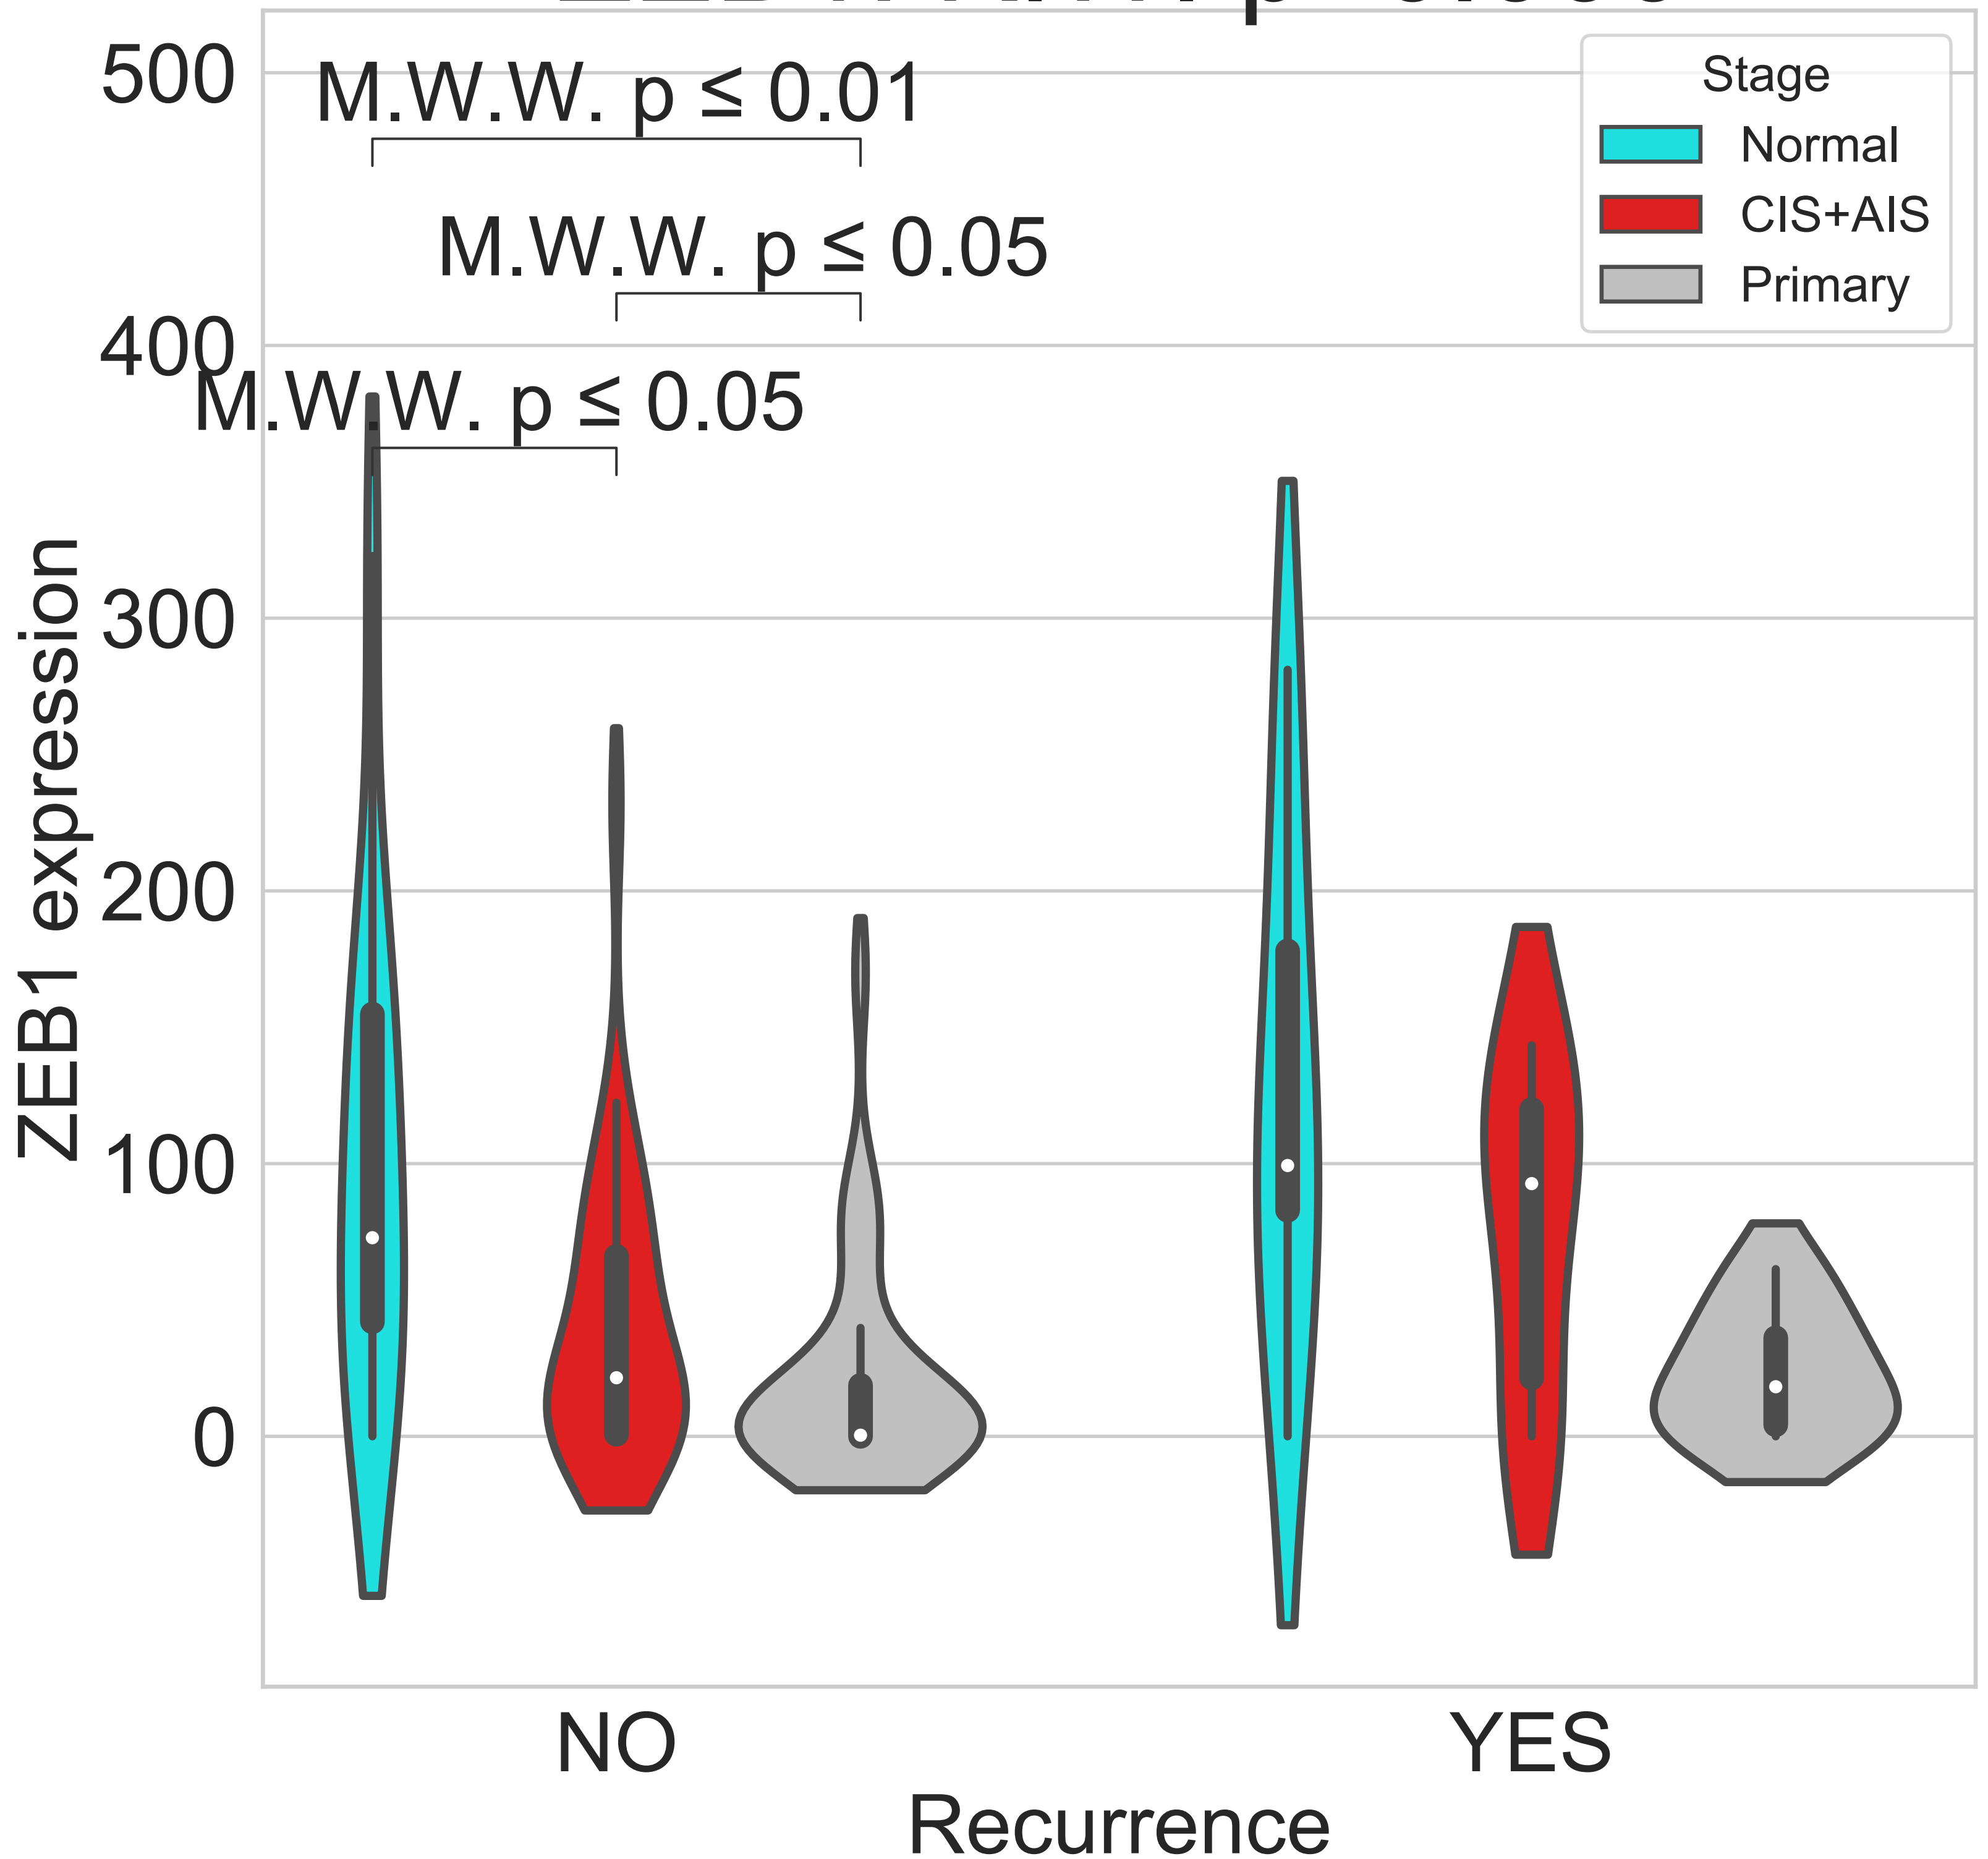 500
400
300
200
100
0
ZEB1 expression
M.W.W. p ≤ 0.01
M.W.W. p ≤ 0.05
M.W.W. p ≤ 0.05
Stage
Normal
CIS+AIS
Primary
NO
YES
Recurrence